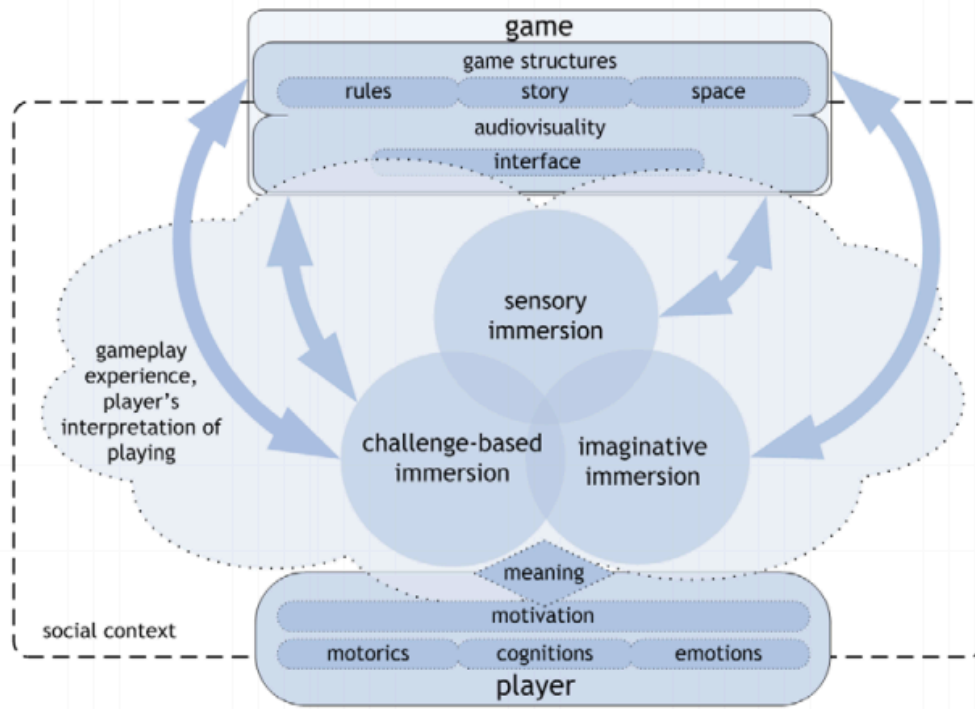 game
game structures
rules story space
audiovisuality
interface
sensory
immersion
gameplay
experience,
player's
interpretation of
playing
challenge-based
immersion
imaginative
immersion
meaning
motivation
social context
motorics cognitions emotions
player